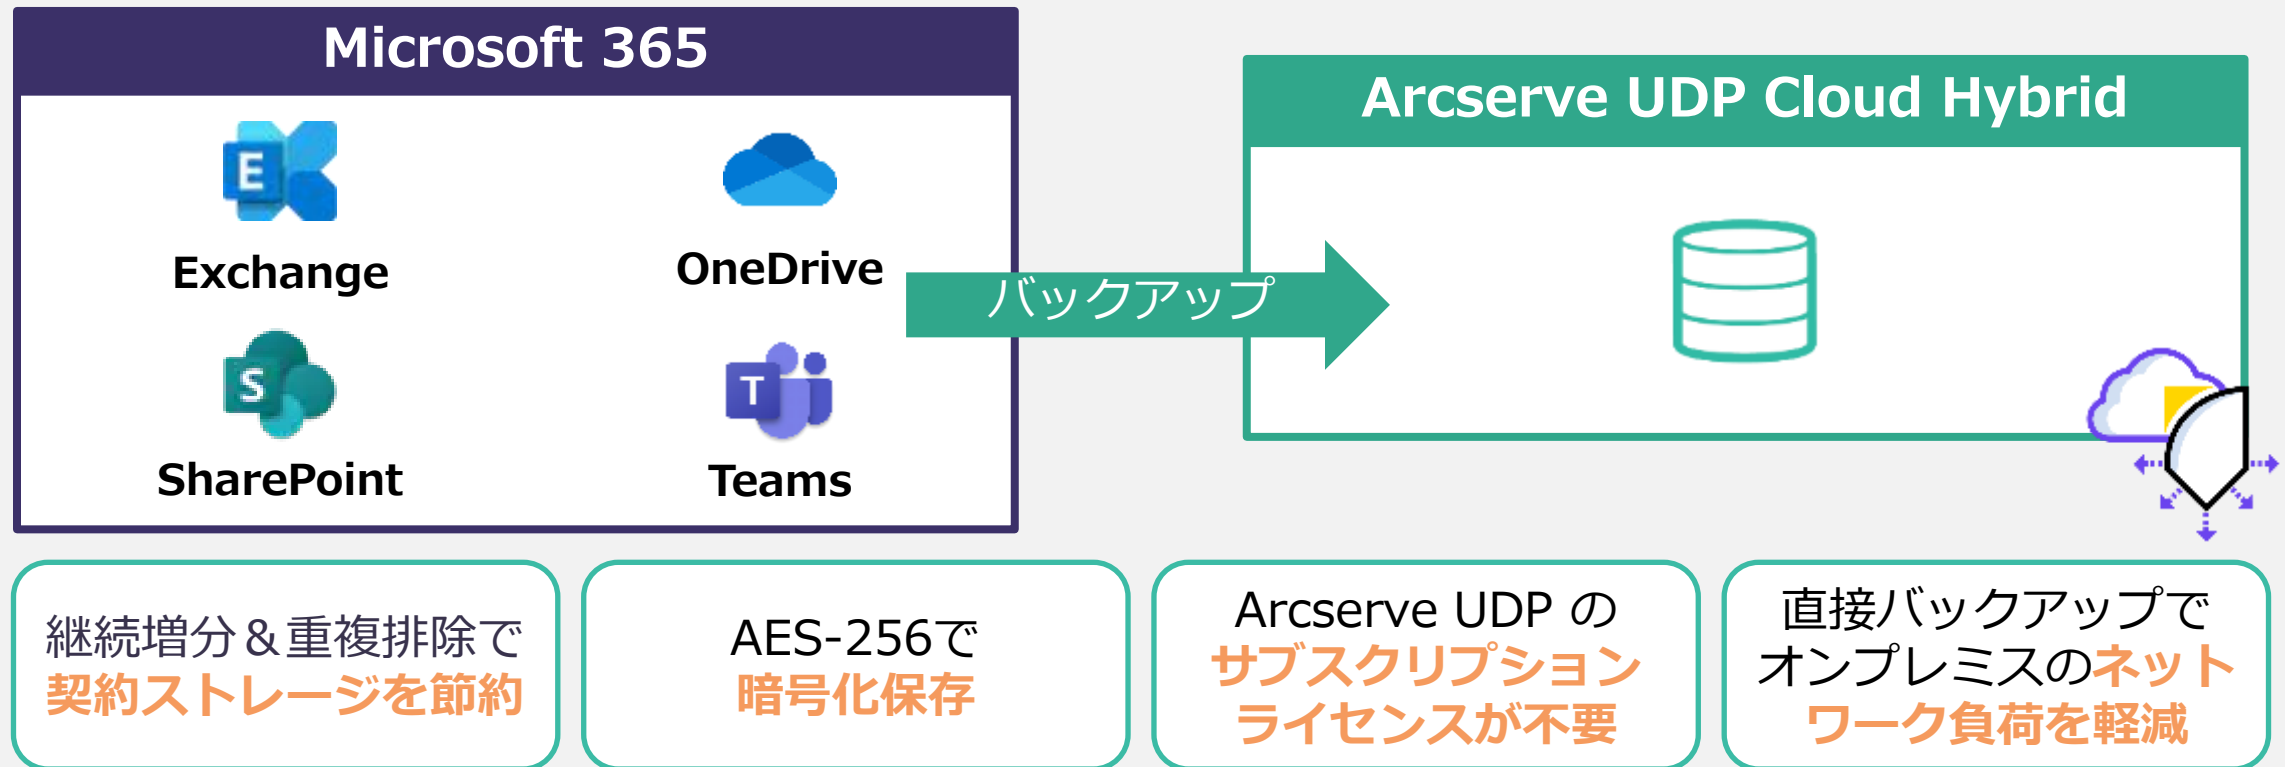 Microsoft 365
E
Exchange
OneDrive
S
SharePoint
T
Teams
バックアップ
Arcserve UDP Cloud Hybrid
継続増分＆重複排除で
契約ストレージを節約
AES-256で
暗号化保存
Arcserve UDP の
サブスクリプション
ライセンスが不要
直接バックアップで
オンプレミスのネット
ワーク負荷を軽減